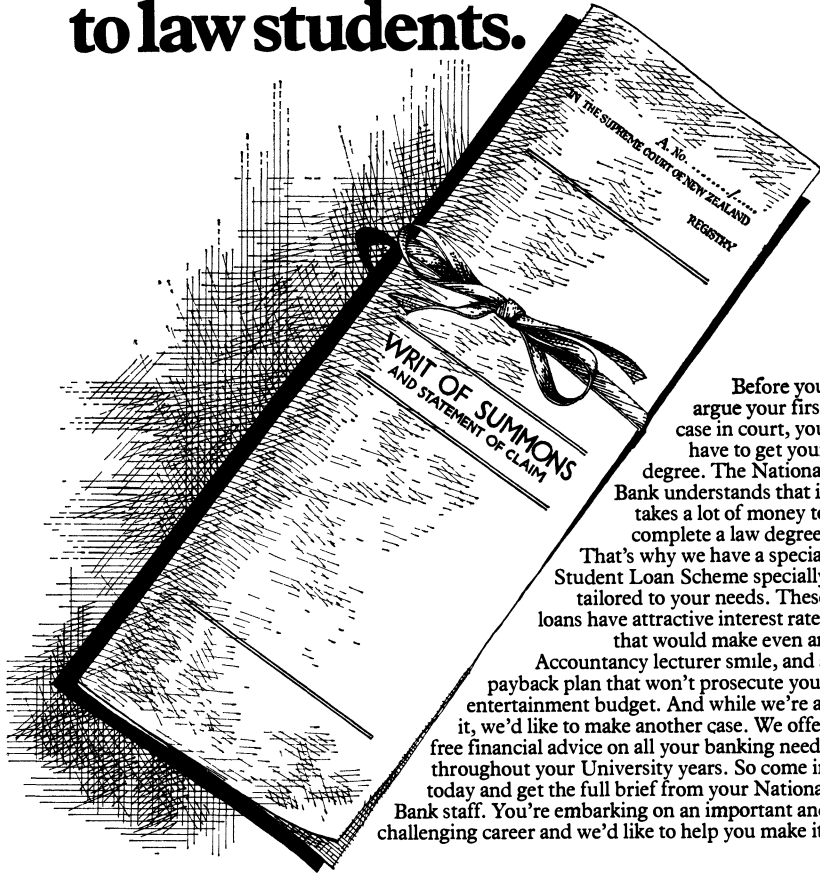 to law students.
IN THE SUPREME COURT OF NEW ZEALAND
A. No. ......../......
REGISTRY
WRIT OF SUMMONS
AND STATEMENT OF CLAIM
Before you
argue your firs
case in court, you
have to get you
degree. The Nationa
Bank understands that i
takes a lot of money t
complete a law degree
That's why we have a specia
Student Loan Scheme speciall
tailored to your needs. Thes
loans have attractive interest rate
that would make even a
Accountancy lecturer smile, and
payback plan that won't prosecute you
entertainment budget. And while we're a
it, we'd like to make another case. We offe
free financial advice on all your banking need
throughout your University years. So come i
today and get the full brief from your Nationa
Bank staff. You're embarking on an important an
challenging career and we'd like to help you make it